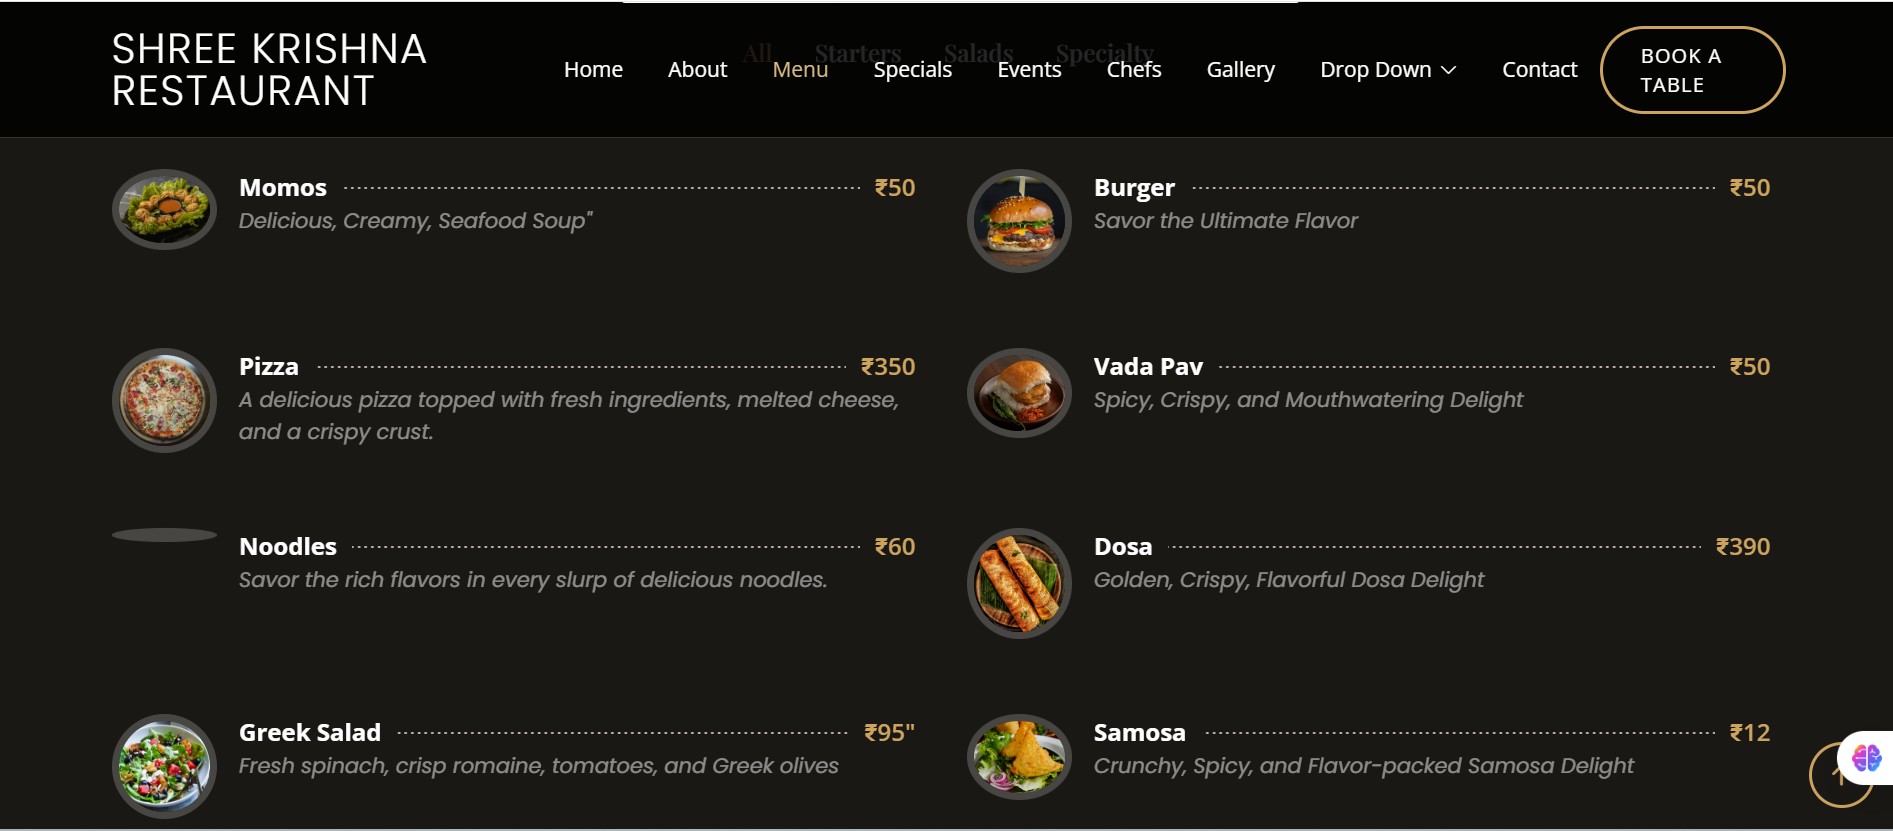 SHREE KRISHNA
RESTAURANT
All Starters Salads Specialty
Home About Menu Specials Events Chefs Gallery Drop Down Contact
BOOK A
TABLE
Momos ₹50
Delicious, Creamy, Seafood Soup"
Burger ₹50
Savor the Ultimate Flavor
Pizza ₹350
A delicious pizza topped with fresh ingredients, melted cheese,
and a crispy crust.
Vada Pav ₹50
Spicy, Crispy, and Mouthwatering Delight
Noodles ₹60
Savor the rich flavors in every slurp of delicious noodles.
Dosa ₹390
Golden, Crispy, Flavorful Dosa Delight
Greek Salad ₹95"
Fresh spinach, crisp romaine, tomatoes, and Greek olives
Samosa ₹12
Crunchy, Spicy, and Flavor-packed Samosa Delight